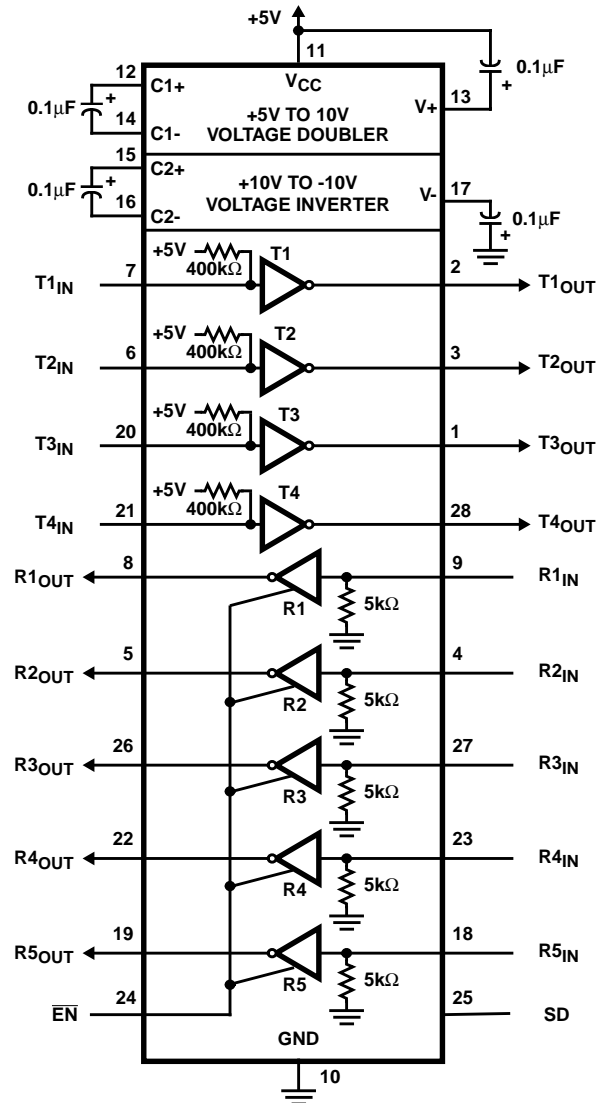 +5V
11
12
C1+
VCC
0.1µF
+
+5V TO 10V
VOLTAGE DOUBLER
V+
13
+
0.1µF
14
C1-
15
C2+
0.1µF
+
+10V TO -10V
VOLTAGE INVERTER
V-
17
16
C2-
+
0.1µF
T1IN
7
+5V
400kΩ
T1
2
T1OUT
T2IN
6
+5V
400kΩ
T2
3
T2OUT
T3IN
20
+5V
400kΩ
T3
1
T3OUT
T4IN
21
+5V
400kΩ
T4
28
T4OUT
R1OUT
8
R1
5kΩ
9
R1IN
R2OUT
5
R2
5kΩ
4
R2IN
R3OUT
26
R3
5kΩ
27
R3IN
R4OUT
22
R4
5kΩ
23
R4IN
R5OUT
19
R5
5kΩ
18
R5IN
E̅N̅
24
25
SD
GND
10